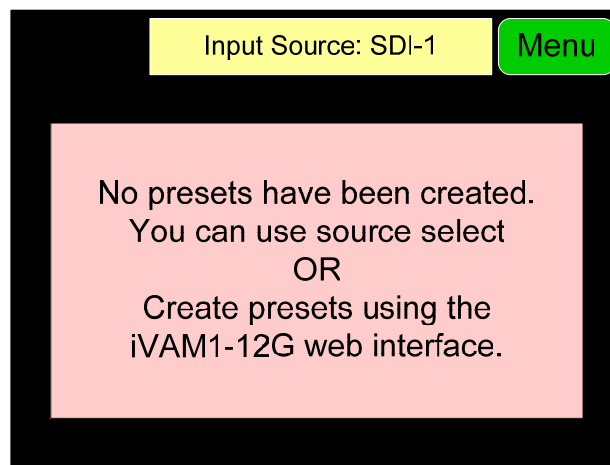 Input Source: SDI-1
Menu
No presets have been created.
You can use source select
OR
Create presets using the
iVAM1-12G web interface.